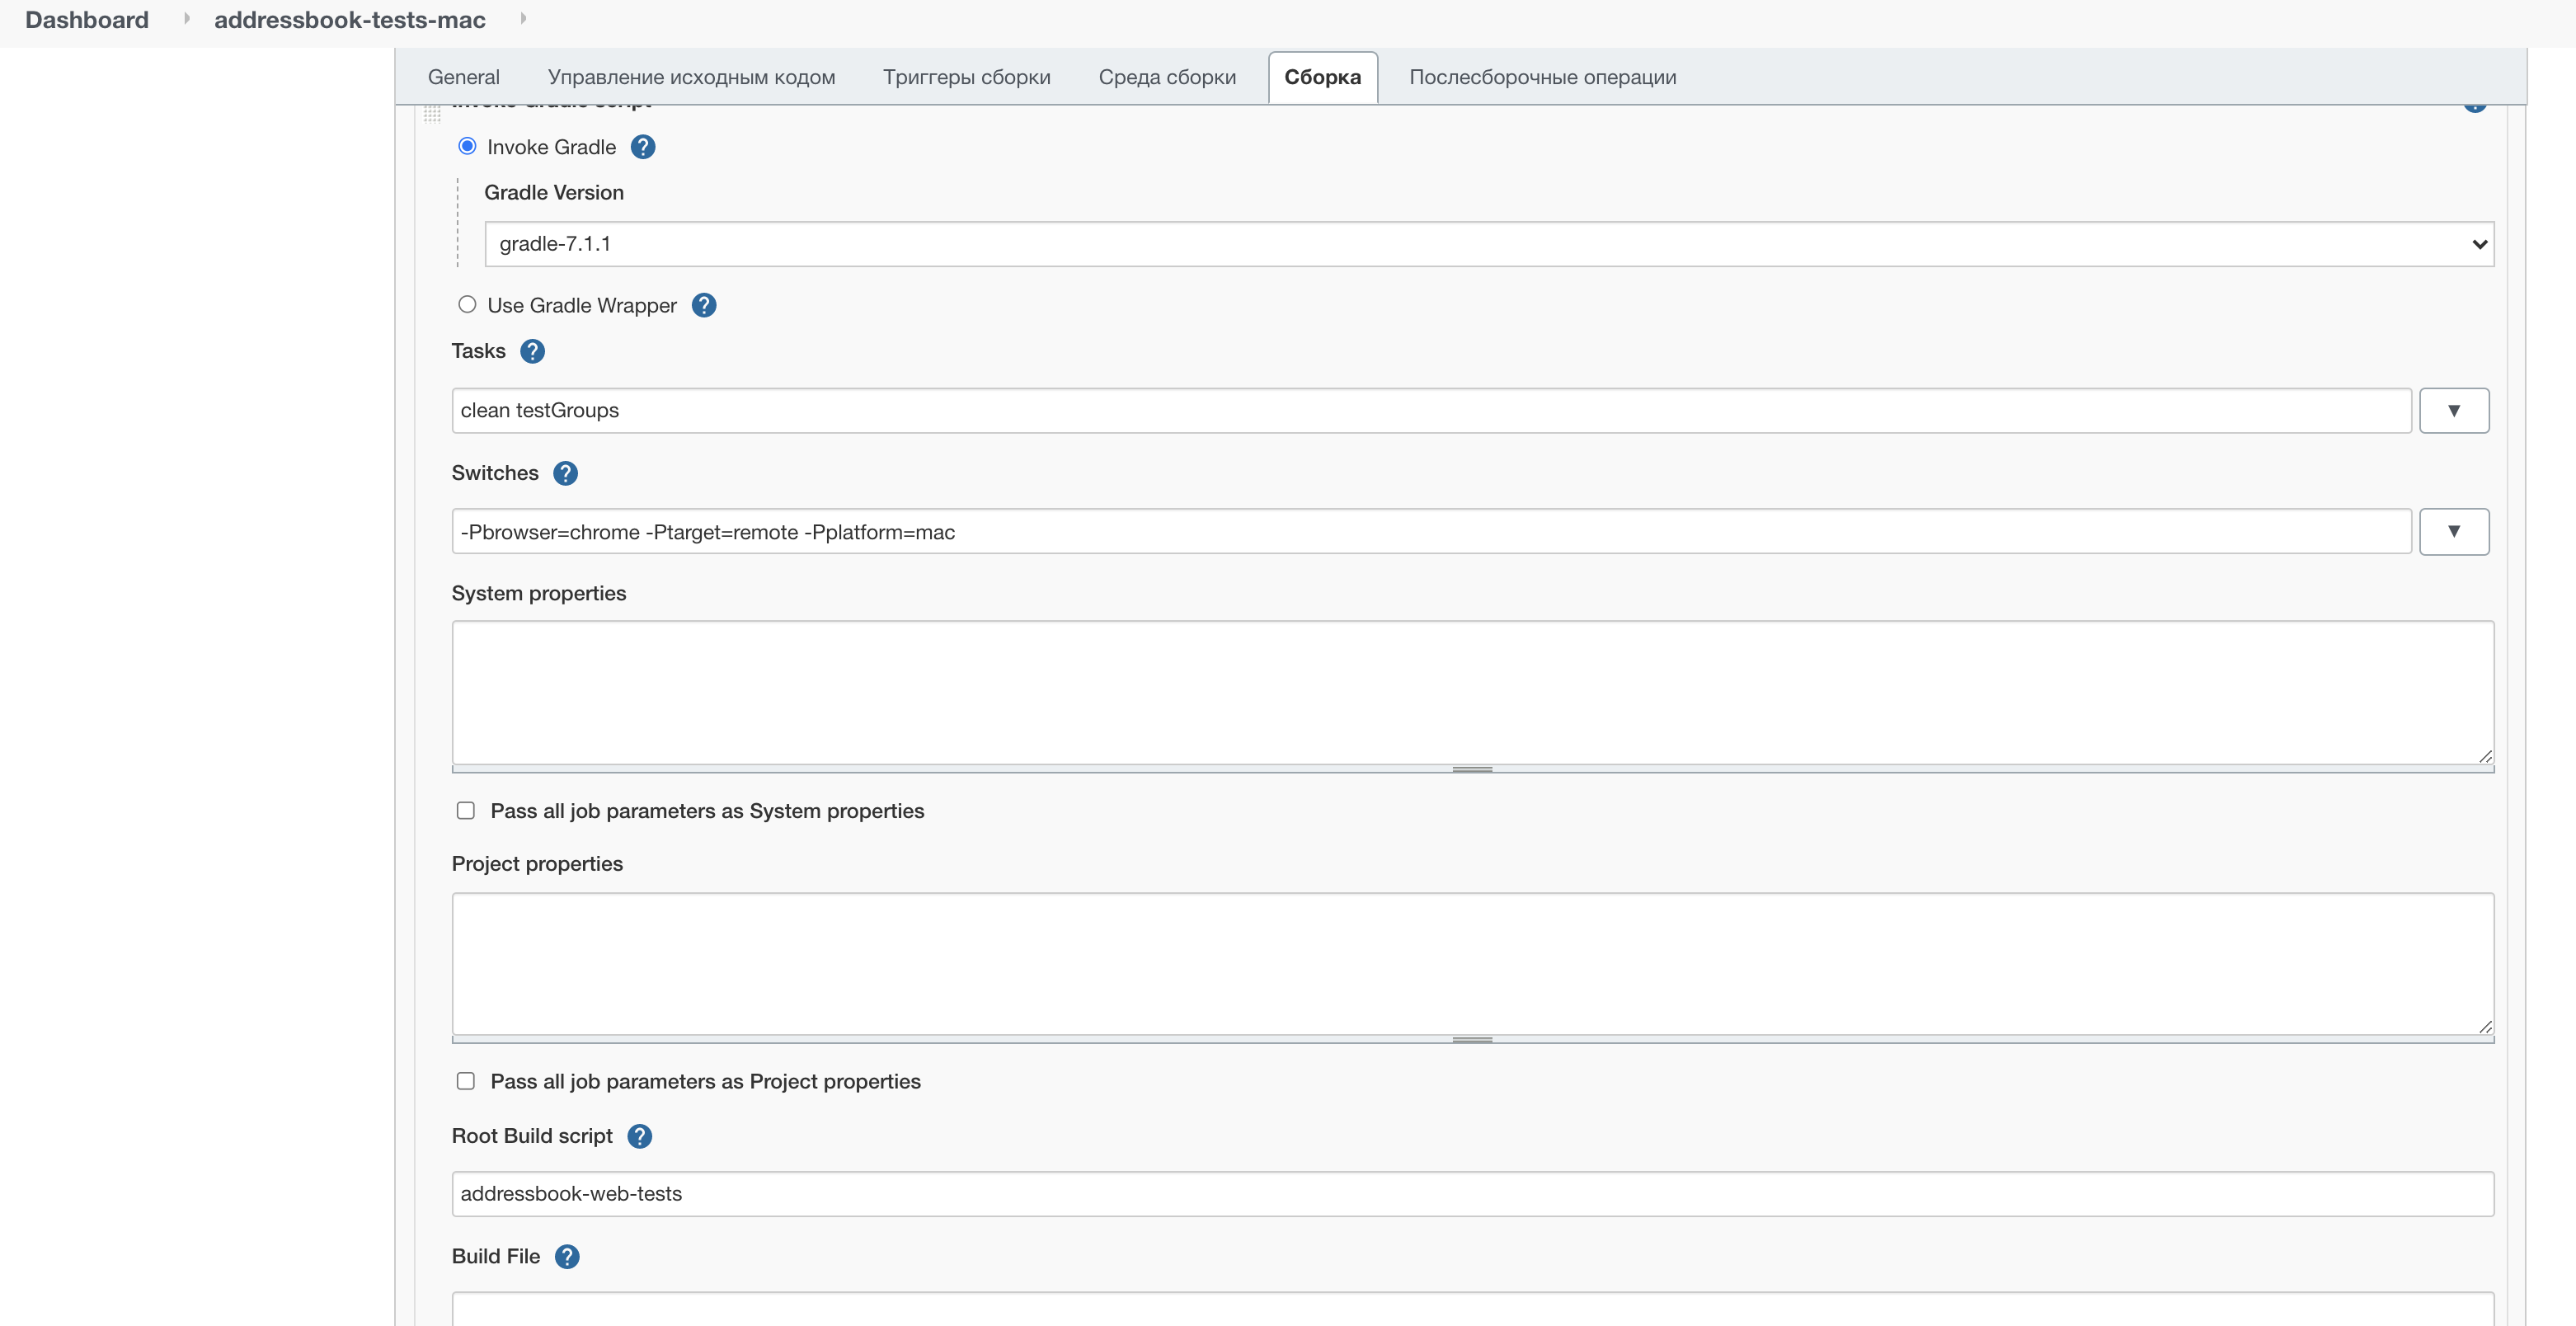 Dashboard addressbook-tests-mac
General Управление исходным кодом Триггеры сборки Среда сборки Сборка Послесборочные операции
Invoke Gradle script
Invoke Gradle ?
Gradle Version
gradle-7.1.1
Use Gradle Wrapper ?
Tasks ?
clean testGroups
Switches ?
-Pbrowser=chrome -Ptarget=remote -Pplatform=mac
System properties
Pass all job parameters as System properties
Project properties
Pass all job parameters as Project properties
Root Build script ?
addressbook-web-tests
Build File ?